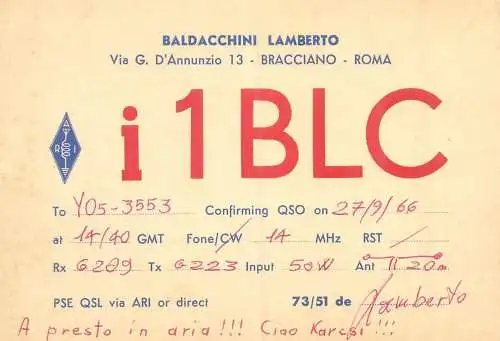 BALDACCHINI LAMBERTO
Via G. D'Annunzio 13 - BRACCIANO - ROMA
i1BLC
A
R I
To YO5-3553 Confirming QSO on 27/9/66
at 14/40 GMT Fone/CW 14 MHz RST /
Rx G209 Tx G223 Input 50W Ant 20m
PSE QSL via ARI or direct 73/51 de Lamberto
A presto in aria!!! Ciao Karcsi!!!